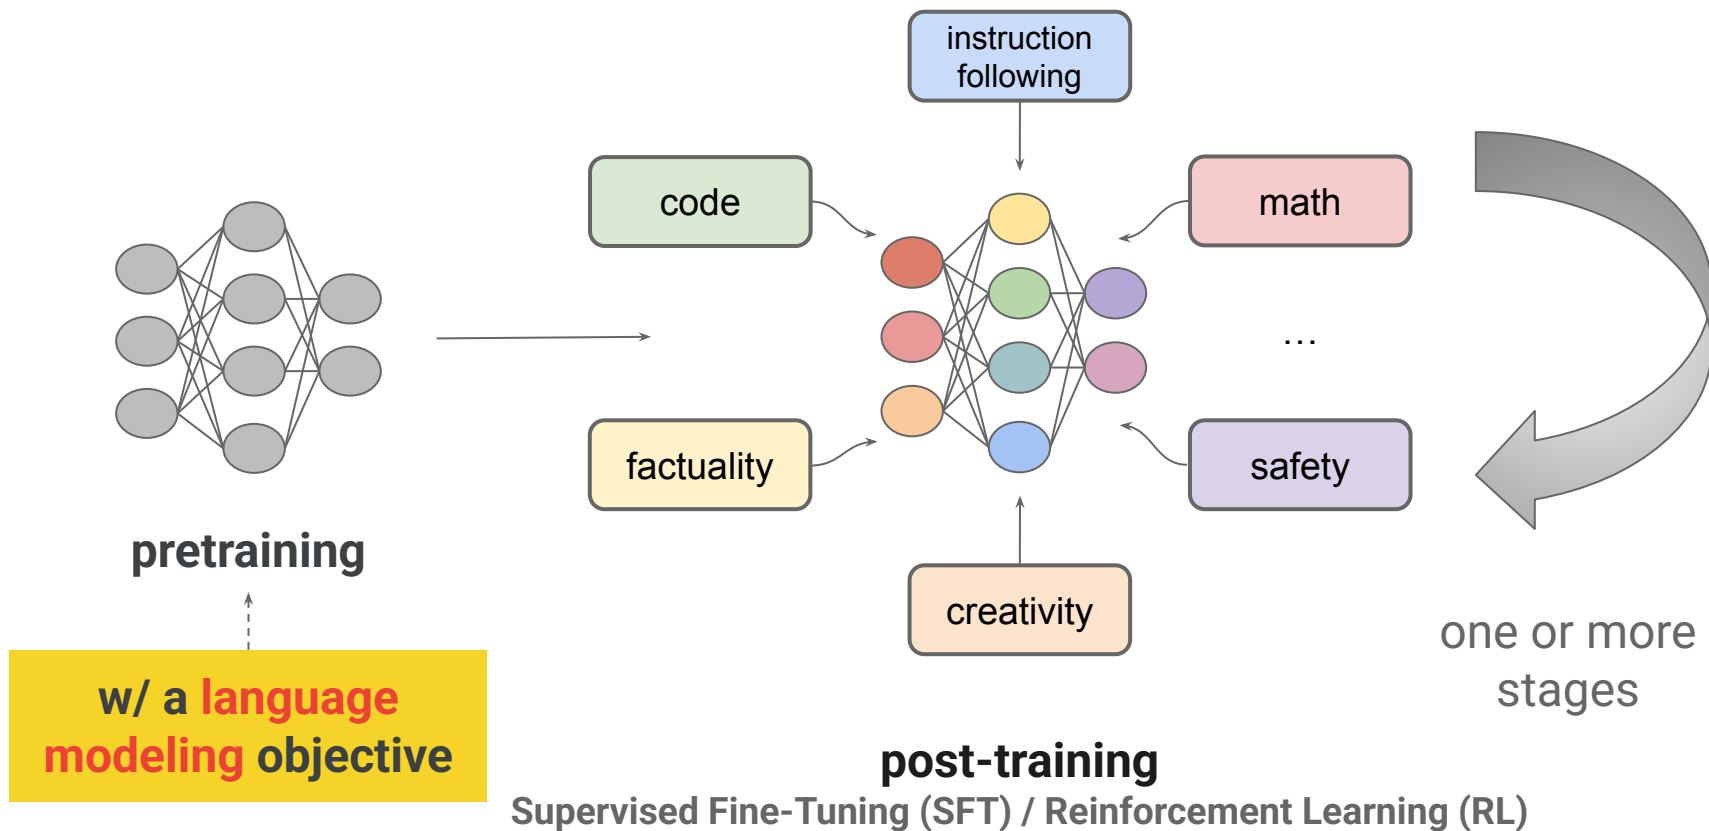 instruction
following
code
math
...
factuality
safety
creativity
pretraining
w/ a language
modeling objective
one or more
stages
post-training
Supervised Fine-Tuning (SFT) / Reinforcement Learning (RL)